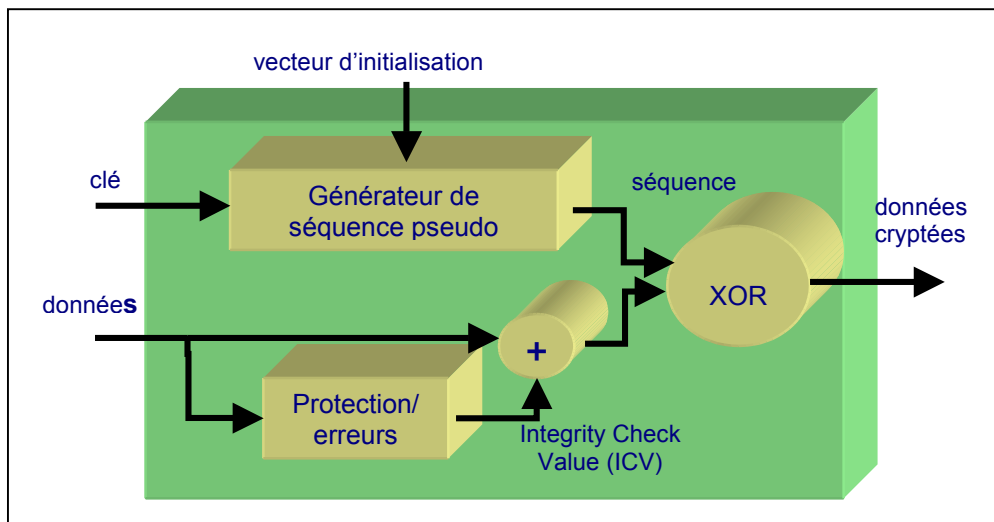 vecteur d'initialisation
clé
Générateur de
séquence pseudo
séquence
données
cryptées
XOR
données
+
Protection/
erreurs
Integrity Check
Value (ICV)